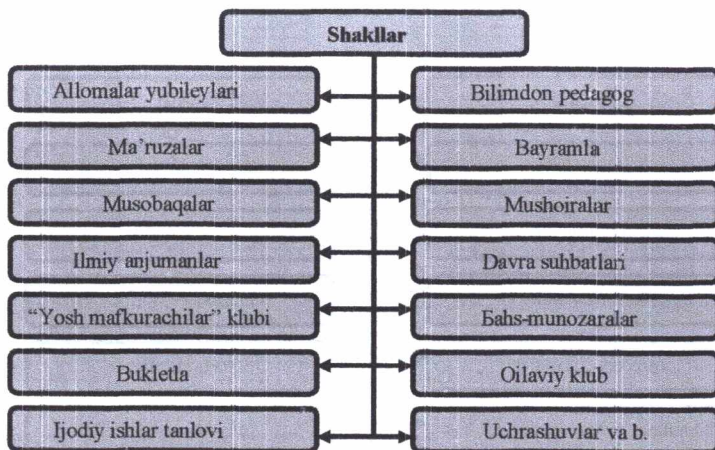 Shakllar
Allomalar yubileylari
Bilimdon pedagog
Ma'ruzalar
Bayramla
Musobaqalar
Mushoiralar
Ilmiy anjumanlar
Davra suhbatlari
“Yosh mafkurachilar” klubi
Бahs-munozaralar
Bukletla
Oilaviy klub
Ijodiy ishlar tanlovi
Uchrashuvlar va b.